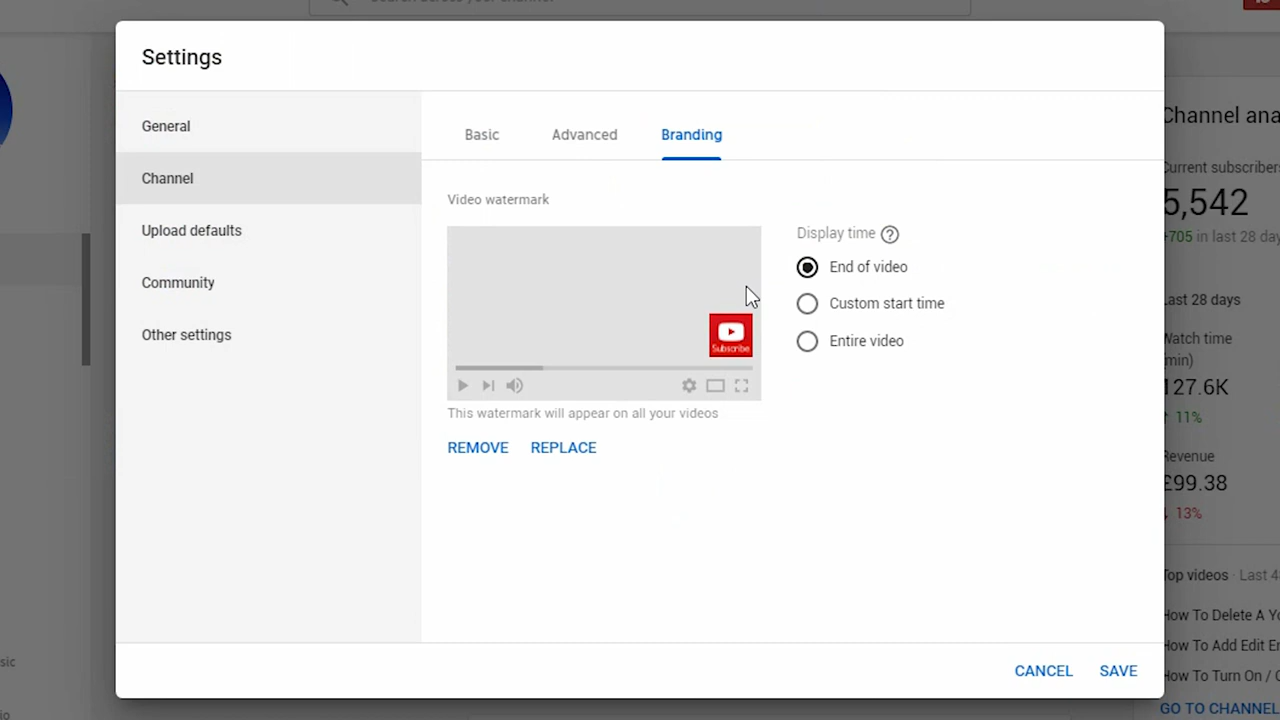 Settings
General
Channel
Upload defaults
Community
Other settings
Basic Advanced Branding
Video watermark
Subscribe
This watermark will appear on all your videos
REMOVE REPLACE
Display time ?
End of video
Custom start time
Entire video
CANCEL SAVE
Channel ana
Current subscribers
5,542
+705 in last 28 day
Last 28 days
Watch time
(min)
127.6K
↑ 11%
Revenue
£99.38
↓ 13%
Top videos · Last 4
How To Delete A Yo
How To Add Edit En
How To Turn On / O
GO TO CHANNEL
sic
io